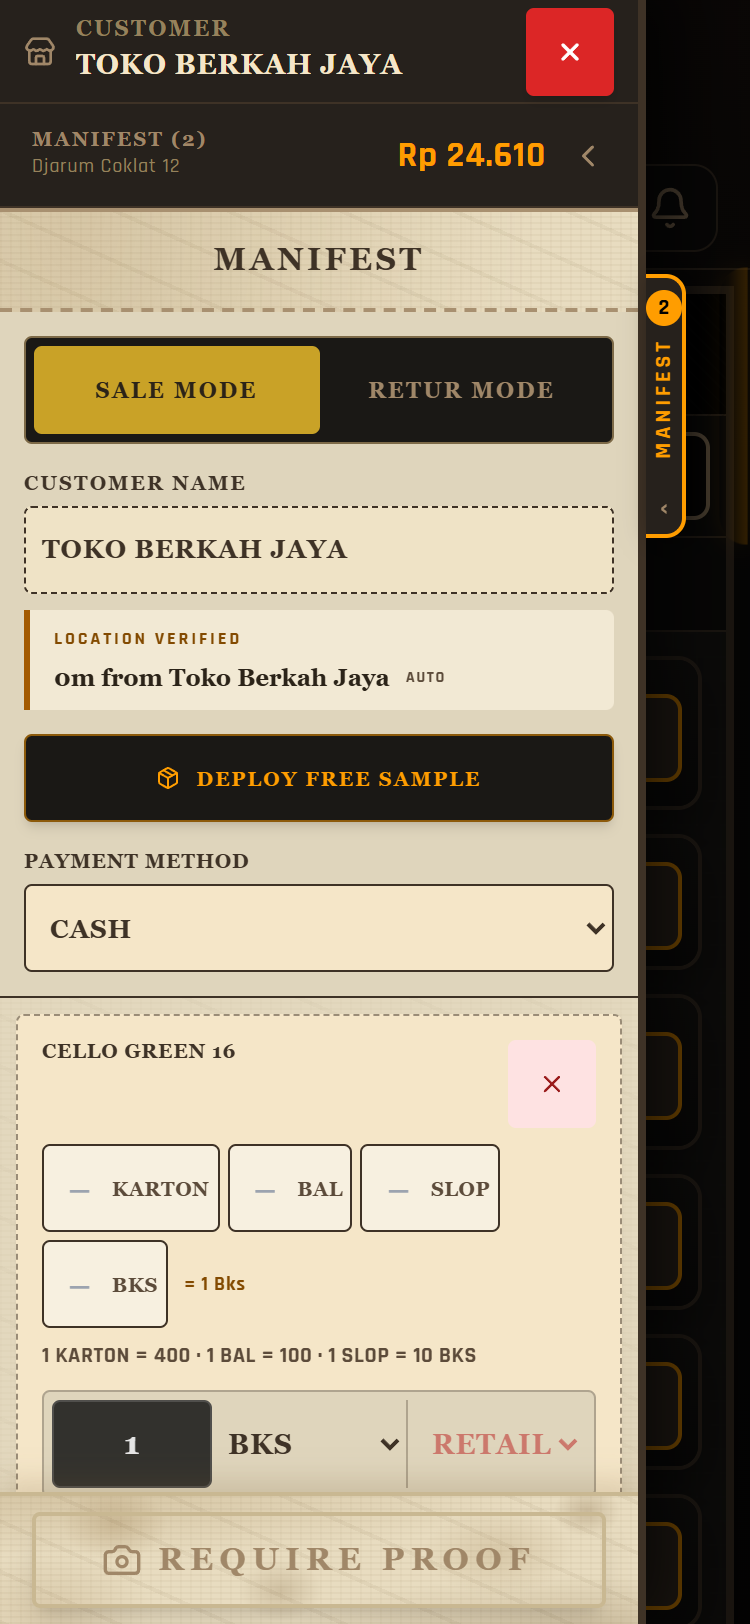 CUSTOMER
TOKO BERKAH JAYA
MANIFEST (2)
Djarum Coklat 12
Rp 24.610
MANIFEST
2
MANIFEST
SALE MODE
RETUR MODE
CUSTOMER NAME
TOKO BERKAH JAYA
LOCATION VERIFIED
0m from Toko Berkah Jaya AUTO
DEPLOY FREE SAMPLE
PAYMENT METHOD
CASH
CELLO GREEN 16
— KARTON — BAL — SLOP
— BKS = 1 Bks
1 KARTON = 400 · 1 BAL = 100 · 1 SLOP = 10 BKS
1 BKS RETAIL
REQUIRE PROOF